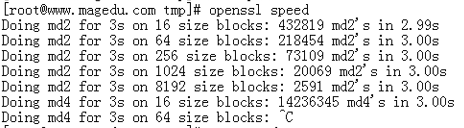 [root@www.magedu.com tmp]# openssl speed
Doing md2 for 3s on 16 size blocks: 432819 md2's in 2.99s
Doing md2 for 3s on 64 size blocks: 218454 md2's in 3.00s
Doing md2 for 3s on 256 size blocks: 73109 md2's in 3.00s
Doing md2 for 3s on 1024 size blocks: 20069 md2's in 3.00s
Doing md2 for 3s on 8192 size blocks: 2591 md2's in 3.00s
Doing md4 for 3s on 16 size blocks: 14236345 md4's in 3.00s
Doing md4 for 3s on 64 size blocks: ^C